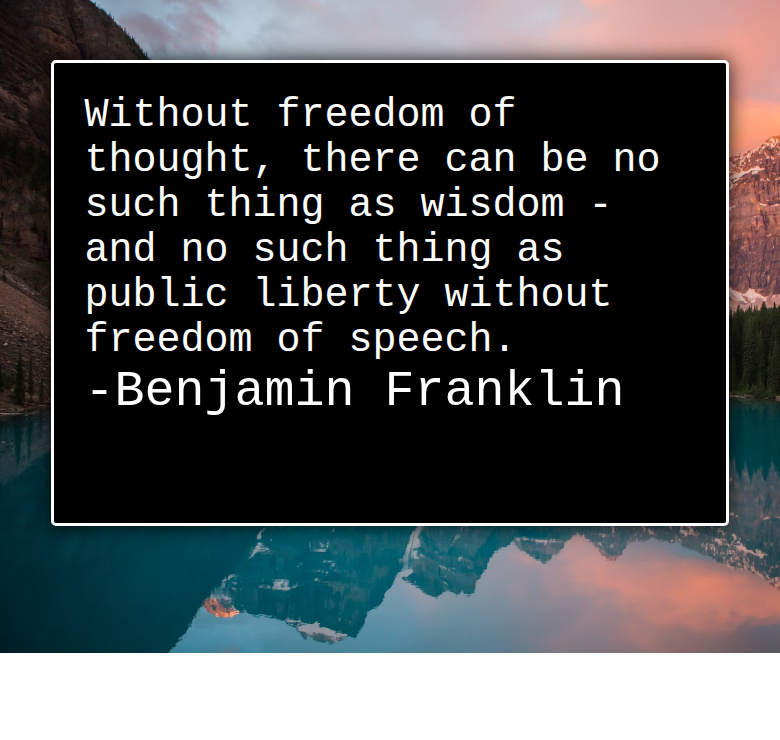 Without freedom of
thought, there can be no
such thing as wisdom -
and no such thing as
public liberty without
freedom of speech.
-Benjamin Franklin